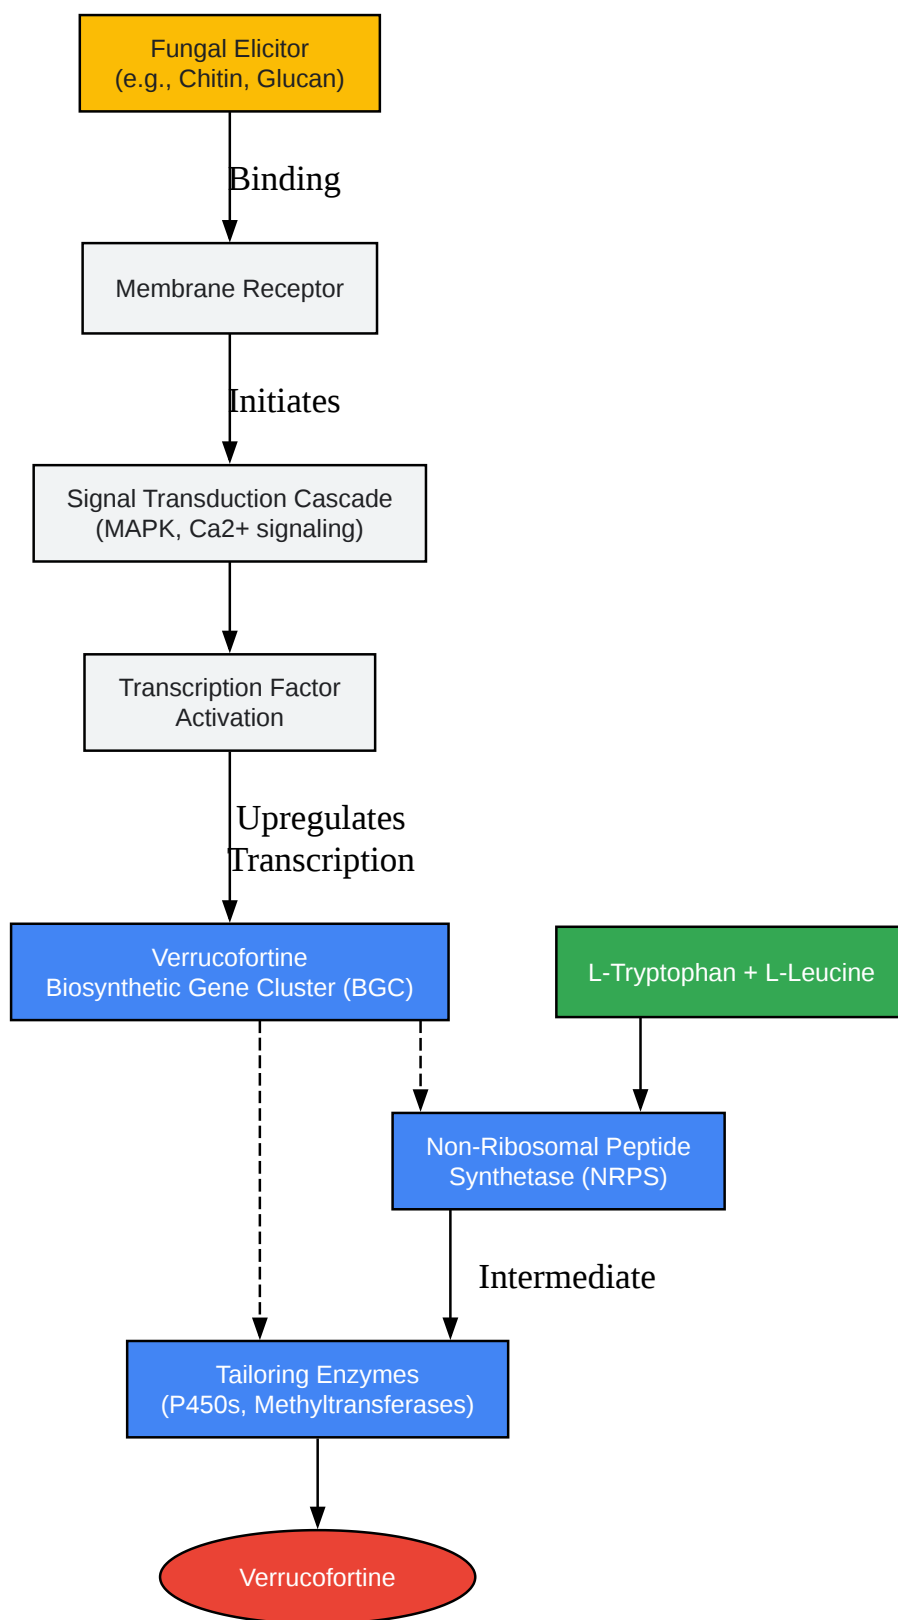 Fungal Elicitor
(e.g., Chitin, Glucan)
Binding
Membrane Receptor
Initiates
Signal Transduction Cascade
(MAPK, Ca2+ signaling)
Transcription Factor
Activation
Upregulates
Transcription
Verrucofortine
Biosynthetic Gene Cluster (BGC)
L-Tryptophan + L-Leucine
Non-Ribosomal Peptide
Synthetase (NRPS)
Intermediate
Tailoring Enzymes
(P450s, Methyltransferases)
Verrucofortine